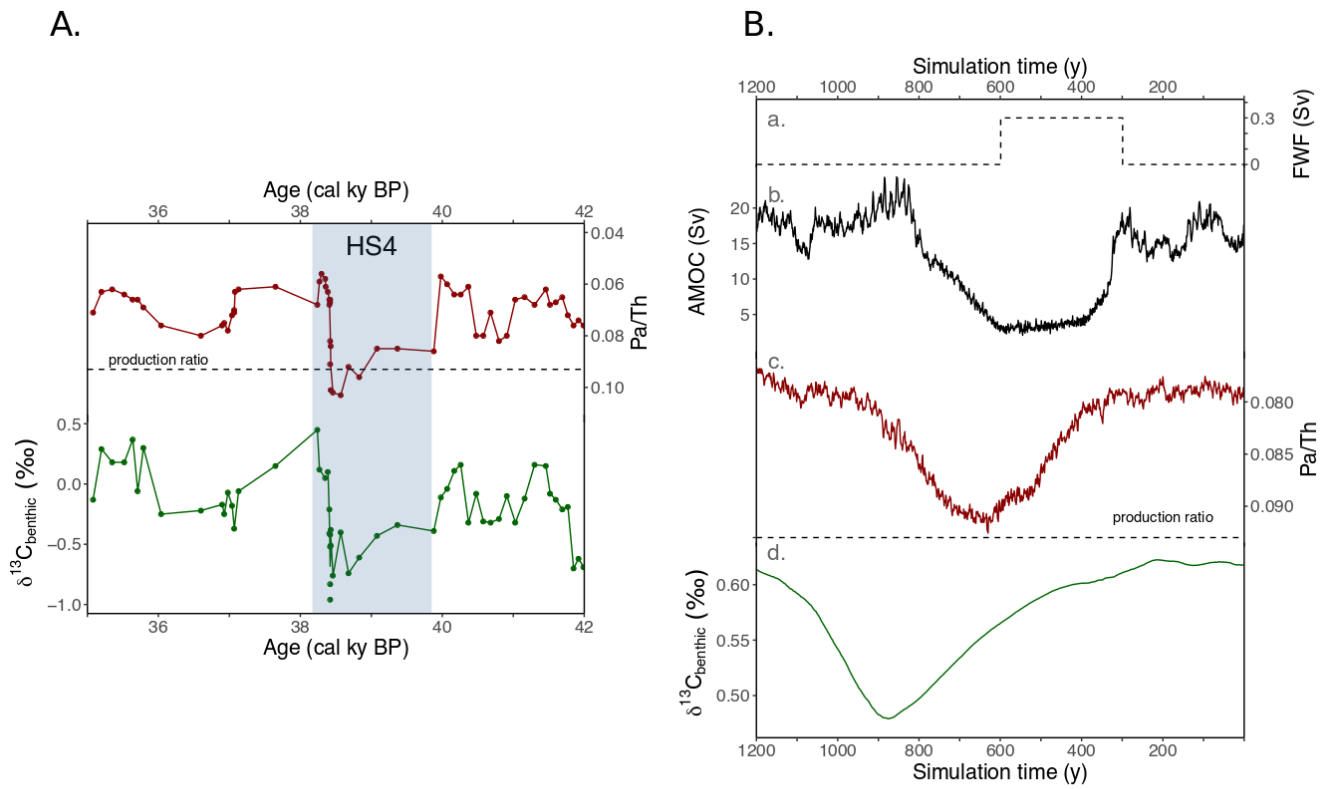 A.
Age (cal ky BP)
36 38 40 42
HS4
0.04
0.06
0.08
0.10
Pa/Th
production ratio
0.5
0.0
−0.5
−1.0
δ¹³C benthic (‰)
36 38 40 42
Age (cal ky BP)
B.
Simulation time (y)
1200 1000 800 600 400 200
a.
0.3
0
FWF (Sv)
b.
20
15
10
5
AMOC (Sv)
c.
0.080
0.085
0.090
Pa/Th
production ratio
d.
0.60
0.55
0.50
δ¹³C benthic (‰)
1200 1000 800 600 400 200
Simulation time (y)